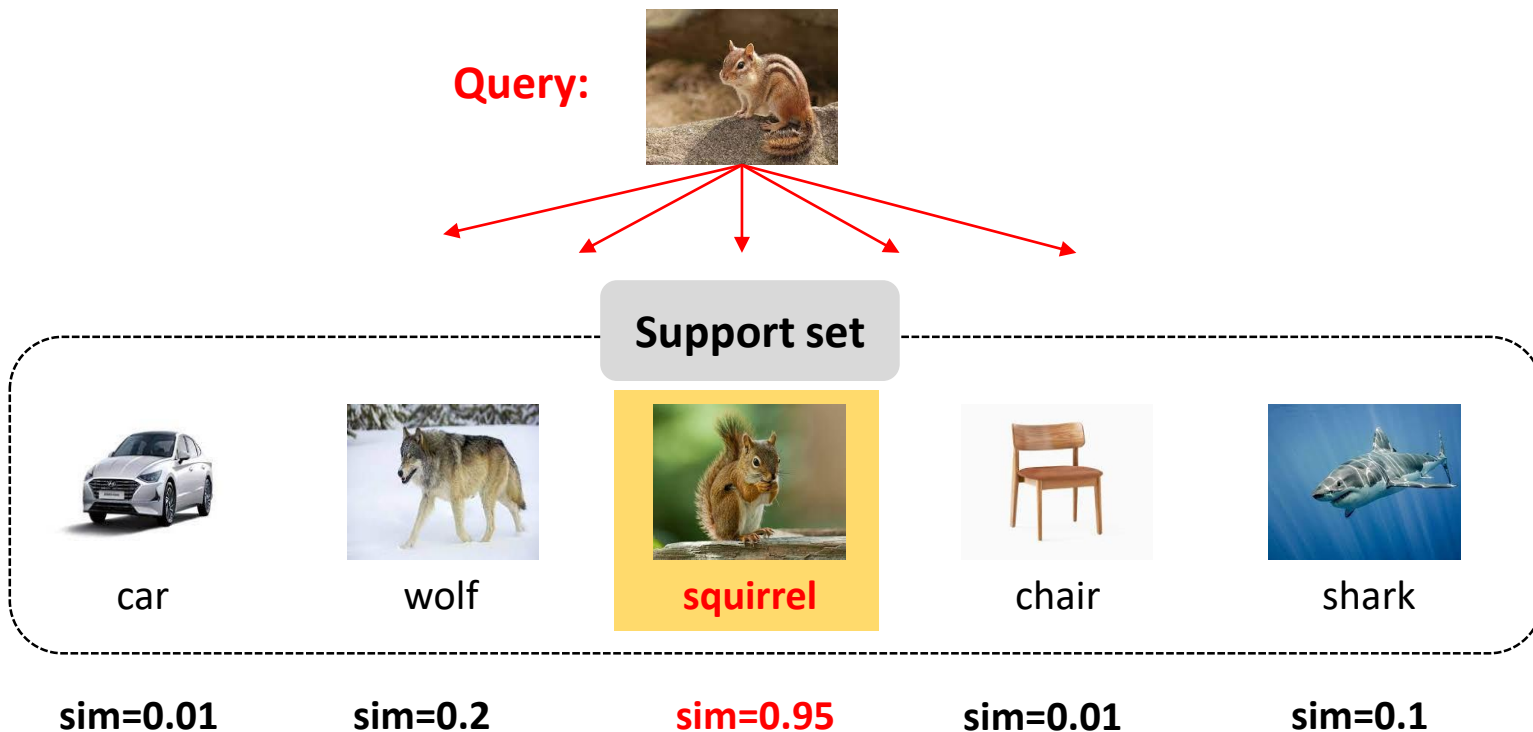 Query:
Support set
car
wolf
squirrel
chair
shark
sim=0.01
sim=0.2
sim=0.95
sim=0.01
sim=0.1